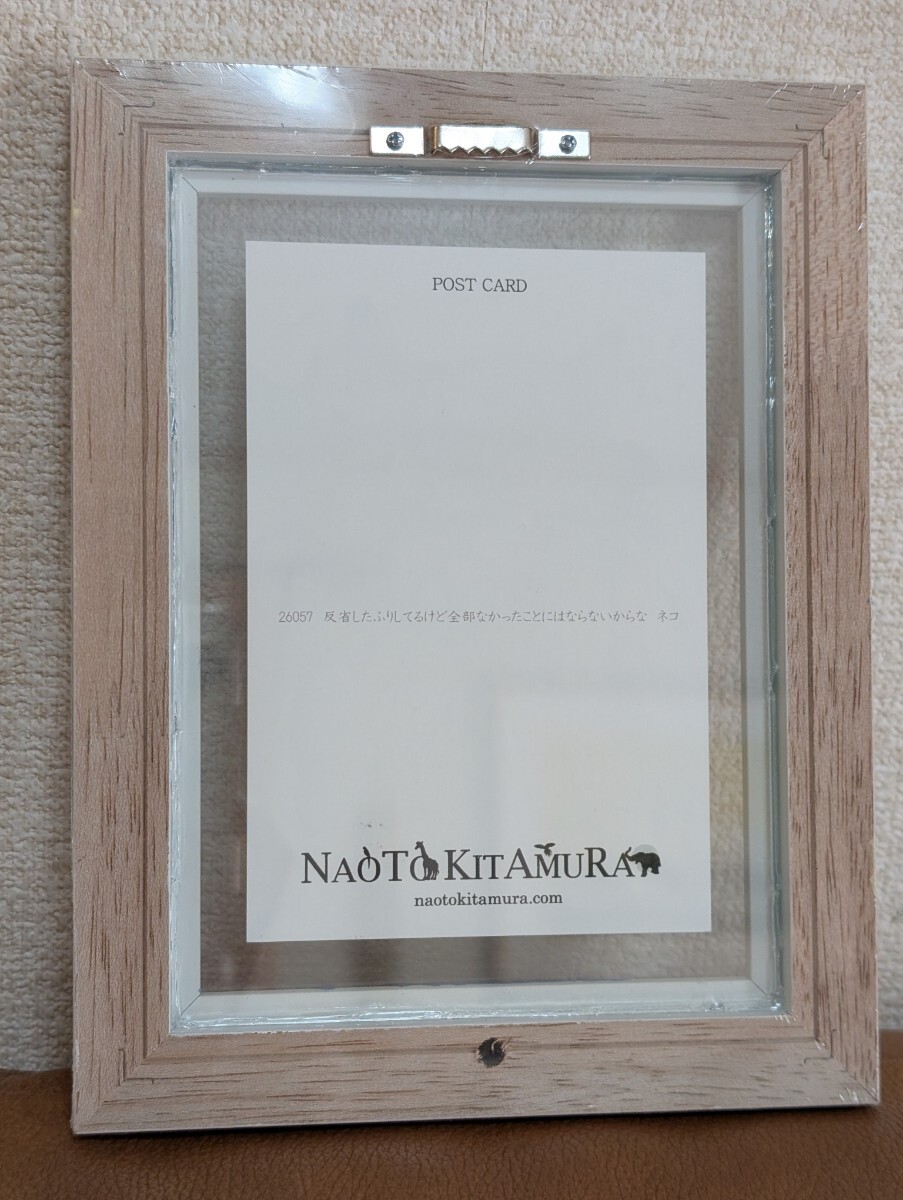 POST CARD
26057 反省したふりしてるけど全部なかったことにはならないからな ネコ
NAOTO KITAMURA
naotokitamura.com